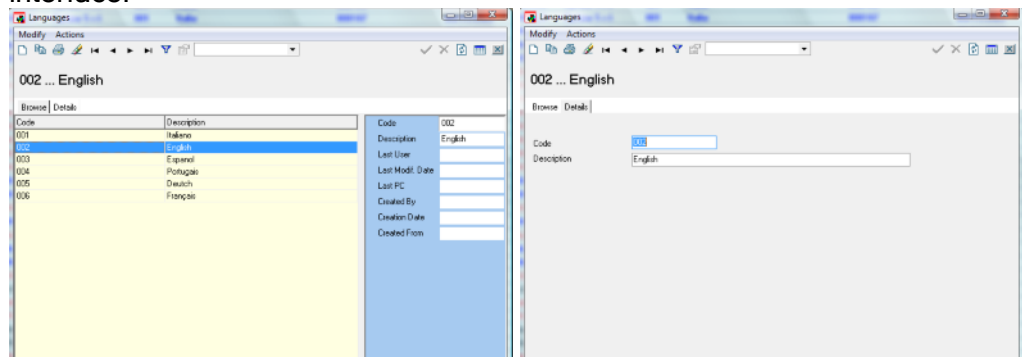 interface.
Languages
Modify Actions
002 ... English
Browse Details
Code Description
001 Italiano
002 English
003 Espanol
004 Portugais
005 Deutch
006 Français
Code 002
Description English
Last User
Last Modif. Date
Last PC
Created By
Creation Date
Created From
Languages
Modify Actions
002 ... English
Browse Details
Code 002
Description English